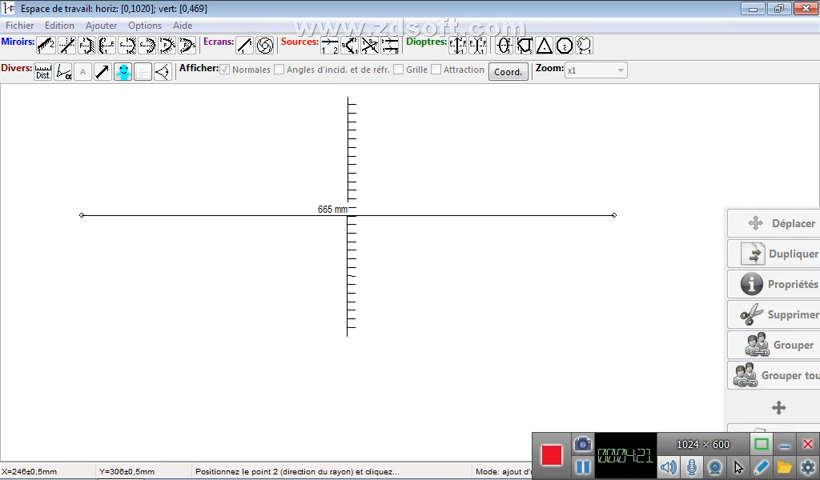 Espace de travail: horiz: [0,1020]; vert: [0,469]
Fichier Edition Ajouter Options Aide
www.zdsoft.com
Miroirs: Ecrans: Sources: Dioptres:
Divers: Dist. α A Afficher: Normales Angles d'incid. et de réfr. Grille Attraction Coord. Zoom: x1
665 mm
Déplacer
Dupliquer
Propriétés
Supprimer
Grouper
Grouper tou
000:04:21
1024 × 600
X=246±0,5mm Y=306±0,5mm Positionnez le point 2 (direction du rayon) et cliquez... Mode: ajout d'